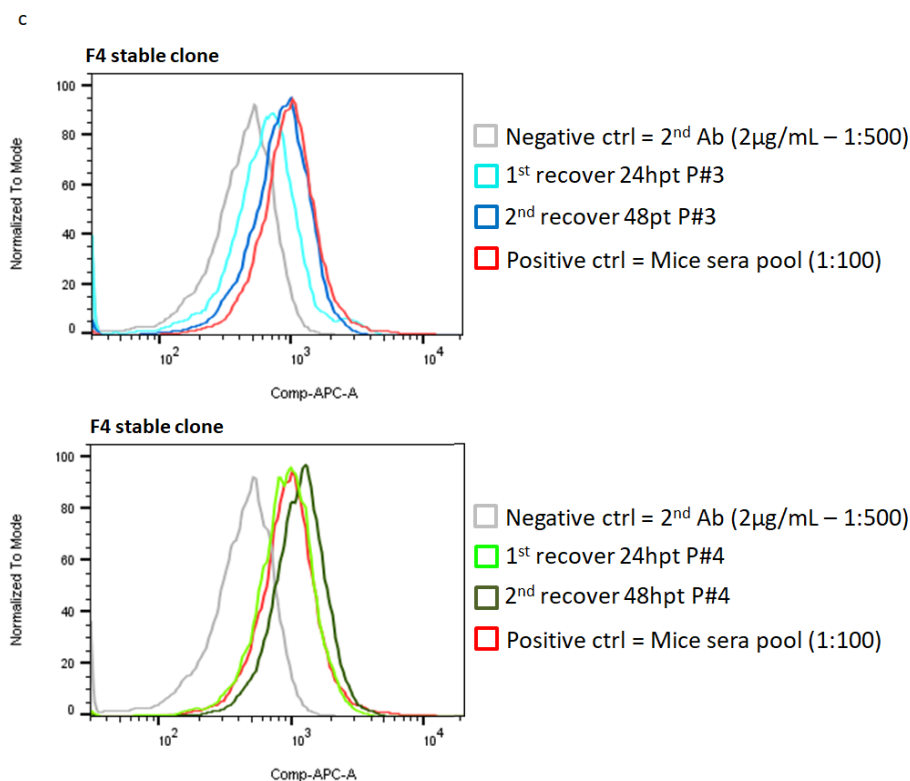 c
F4 stable clone
100
80
60
40
20
0
Normalized To Mode
10²
10³
10⁴
Comp-APC-A
Negative ctrl = 2ⁿᵈ Ab (2µg/mL – 1:500)
1ˢᵗ recover 24hpt P#3
2ⁿᵈ recover 48pt P#3
Positive ctrl = Mice sera pool (1:100)
F4 stable clone
100
80
60
40
20
0
Normalized To Mode
10²
10³
10⁴
Comp-APC-A
Negative ctrl = 2ⁿᵈ Ab (2µg/mL – 1:500)
1ˢᵗ recover 24hpt P#4
2ⁿᵈ recover 48hpt P#4
Positive ctrl = Mice sera pool (1:100)